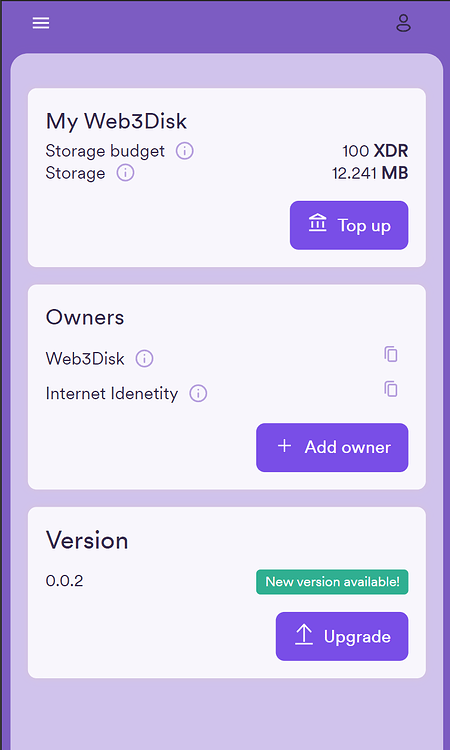 My Web3Disk
Storage budget 100 XDR
Storage 12.241 MB
Top up
Owners
Web3Disk
Internet Idenetity
Add owner
Version
0.0.2 New version available!
Upgrade